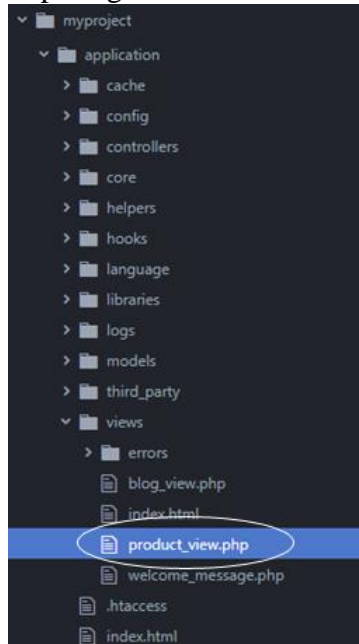 myproject
application
cache
config
controllers
core
helpers
hooks
language
libraries
logs
models
third_party
views
errors
blog_view.php
index.html
product_view.php
welcome_message.php
.htaccess
index.html